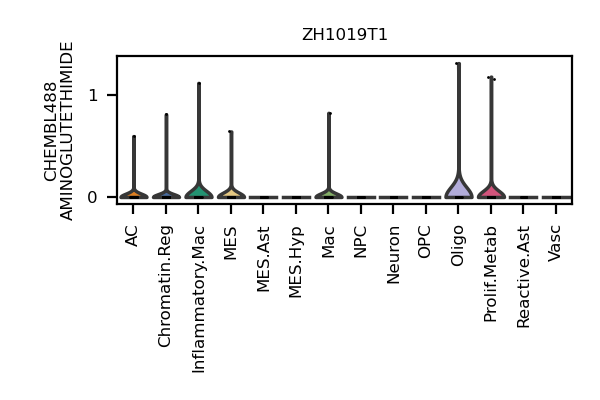 ZH1019T1
CHEMBL488
AMINOGLUTETHIMIDE
1
0
AC
Chromatin.Reg
Inflammatory.Mac
MES
MES.Ast
MES.Hyp
Mac
NPC
Neuron
OPC
Oligo
Prolif.Metab
Reactive.Ast
Vasc